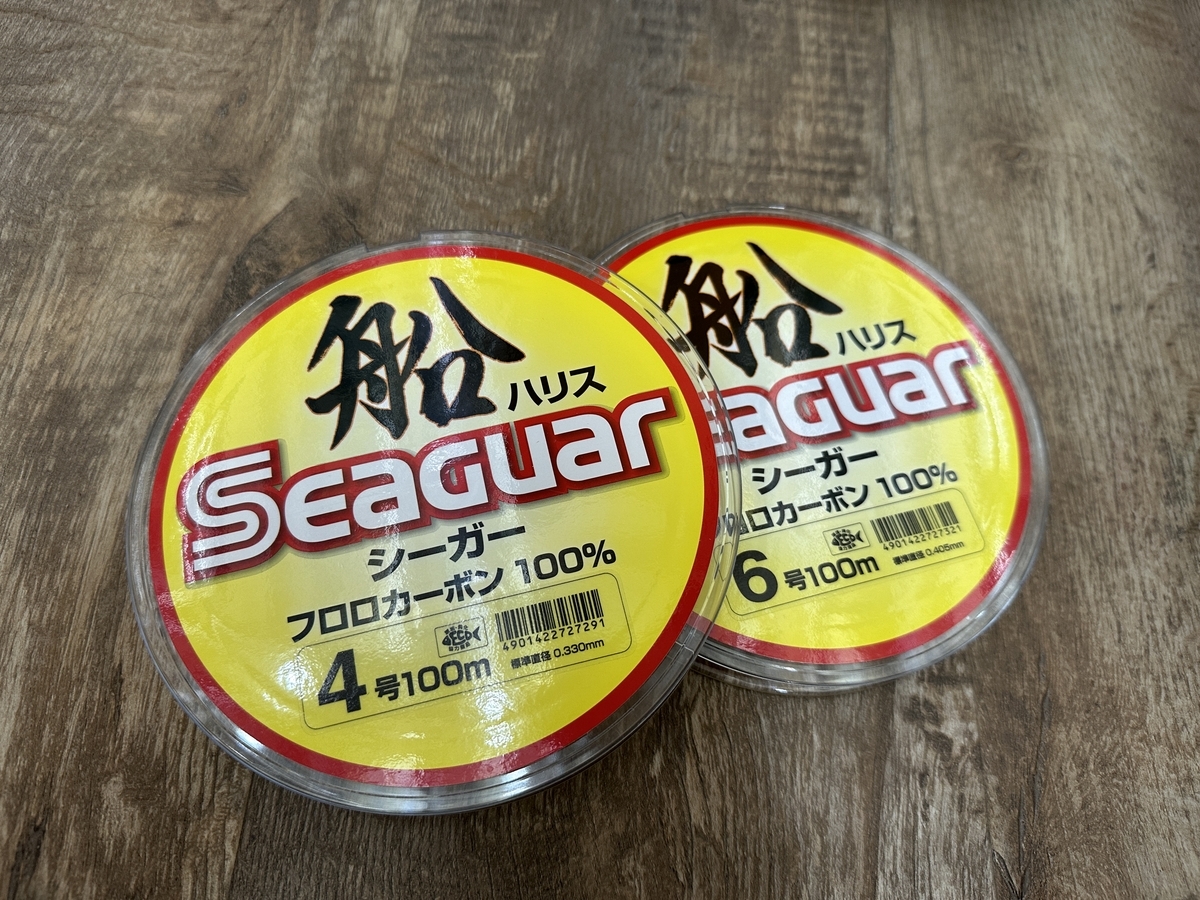 船
ハリス
Seaguar
シーガー
フロロカーボン 100%
4901422727291
4号100m
標準直径 0.330mm
船
ハリス
eaguar
シーガー
ロカーボン 100%
4901422727321
6号100m
標準直径 0.405mm